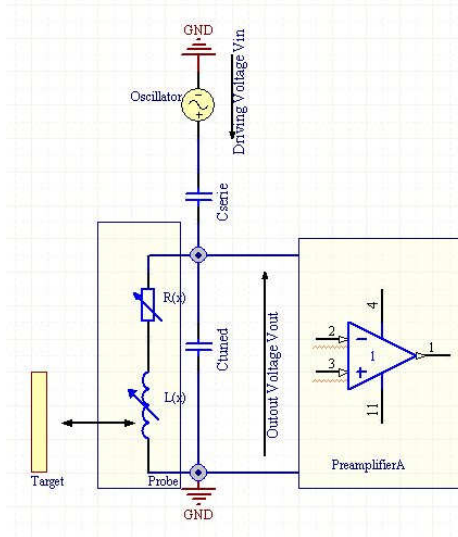 GND
Oscillator
Driving Voltage Vin
Cserie
R(x)
Ctuned
L(x)
Outout Voltage Vout
4
2
1
1
3
11
PreamplifierA
Target
Probe
GND